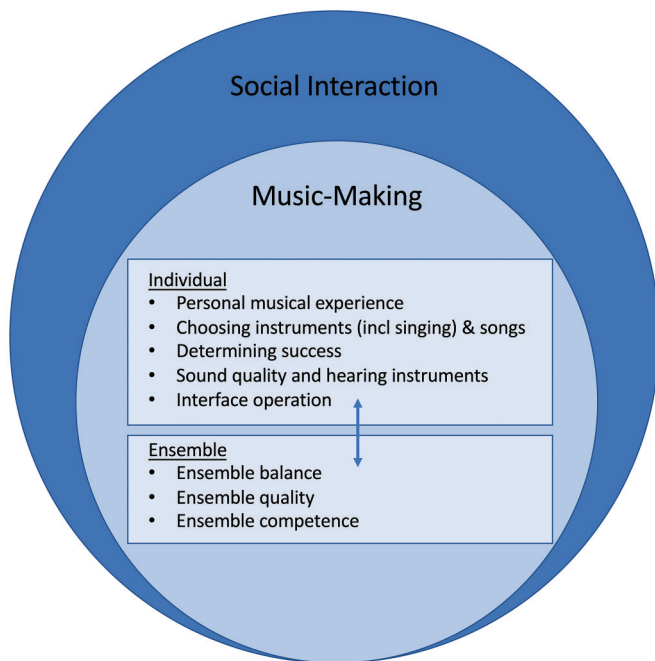 Social Interaction
Music-Making
Individual
• Personal musical experience
• Choosing instruments (incl singing) & songs
• Determining success
• Sound quality and hearing instruments
• Interface operation
Ensemble
• Ensemble balance
• Ensemble quality
• Ensemble competence